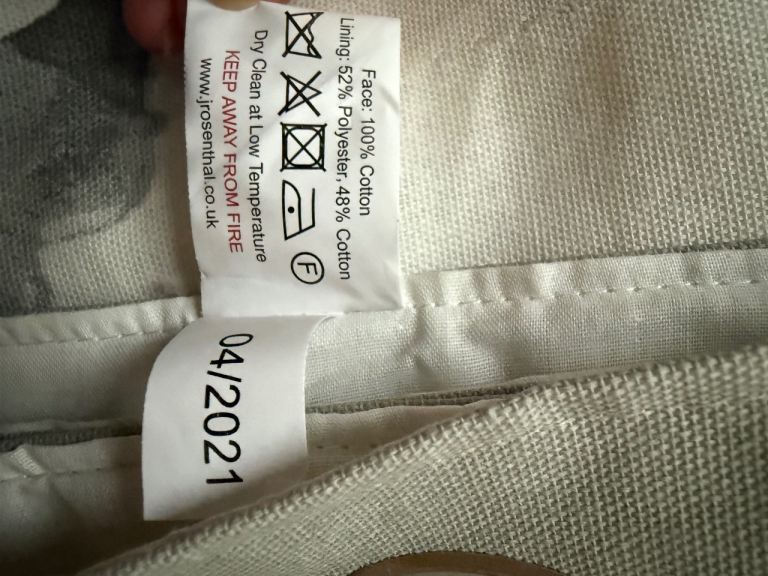 Face: 100% Cotton
Lining: 52% Polyester, 48% Cotton
F
Dry Clean at Low Temperature
KEEP AWAY FROM FIRE
www.jrosenthal.co.uk
04/2021